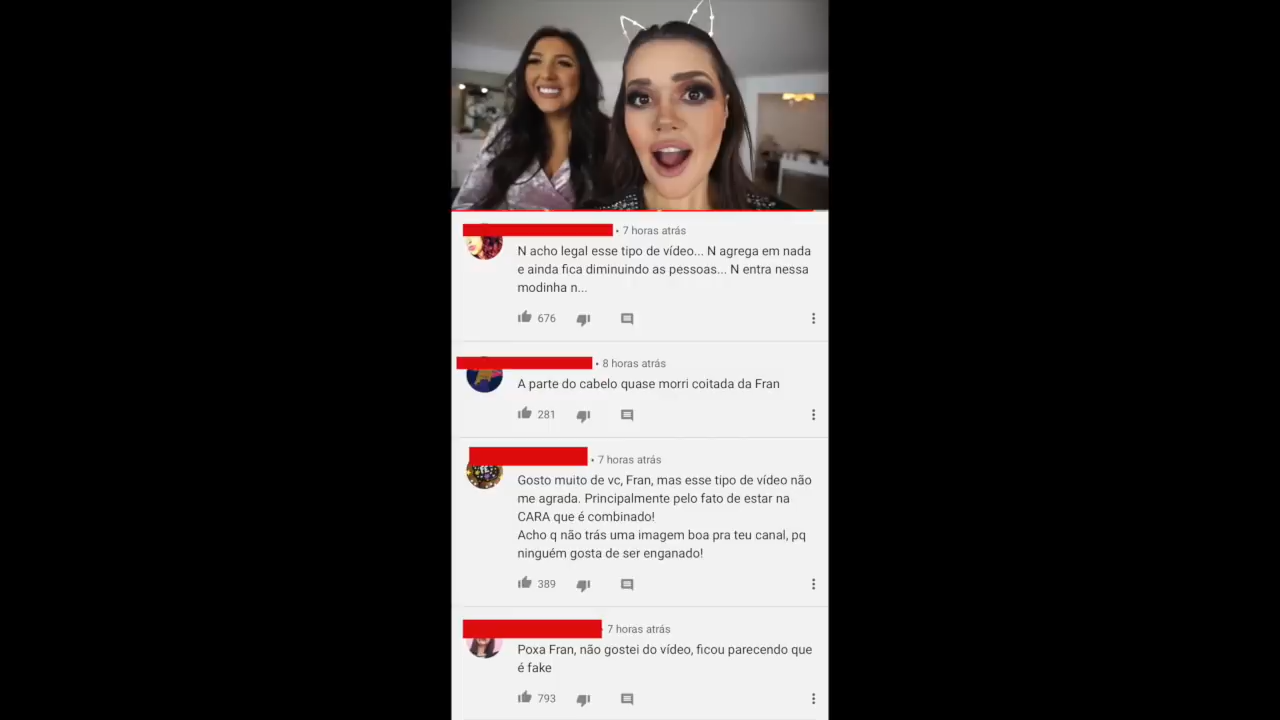 • 7 horas atrás
N acho legal esse tipo de vídeo... N agrega em nada
e ainda fica diminuindo as pessoas... N entra nessa
modinha n...
676
• 8 horas atrás
A parte do cabelo quase morri coitada da Fran
281
• 7 horas atrás
Gosto muito de vc, Fran, mas esse tipo de vídeo não
me agrada. Principalmente pelo fato de estar na
CARA que é combinado!
Acho q não trás uma imagem boa pra teu canal, pq
ninguém gosta de ser enganado!
389
• 7 horas atrás
Poxa Fran, não gostei do vídeo, ficou parecendo que
é fake
793